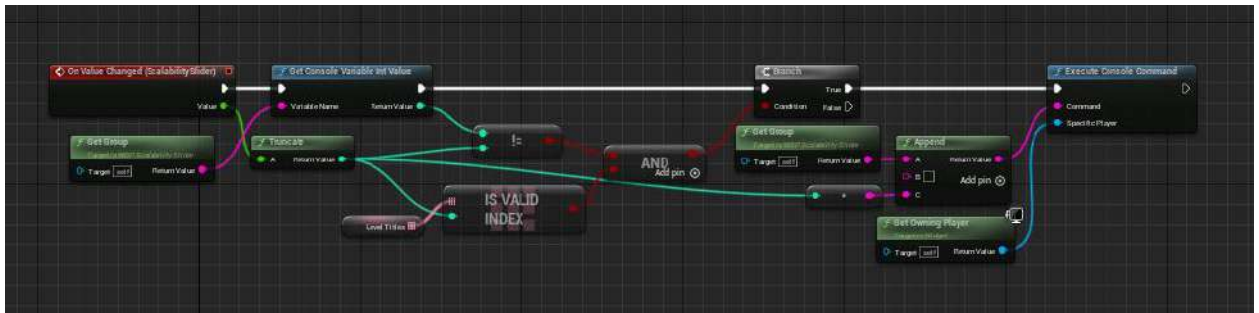 On Value Changed (ScalabilitySlider)
Value
f Get Console Variable Int Value
Variable Name
Return Value
Branch
True
Condition
False
f Execute Console Command
Command
Specific Player
f Get Group
Target
self
Return Value
f Truncate
A
Return Value
!=
AND
Add pin
IS VALID
INDEX
Level Titles
f Get Group
Target
self
Return Value
f Append
A
Return Value
B
Add pin
C
f Get Owning Player
Target
self
Return Value